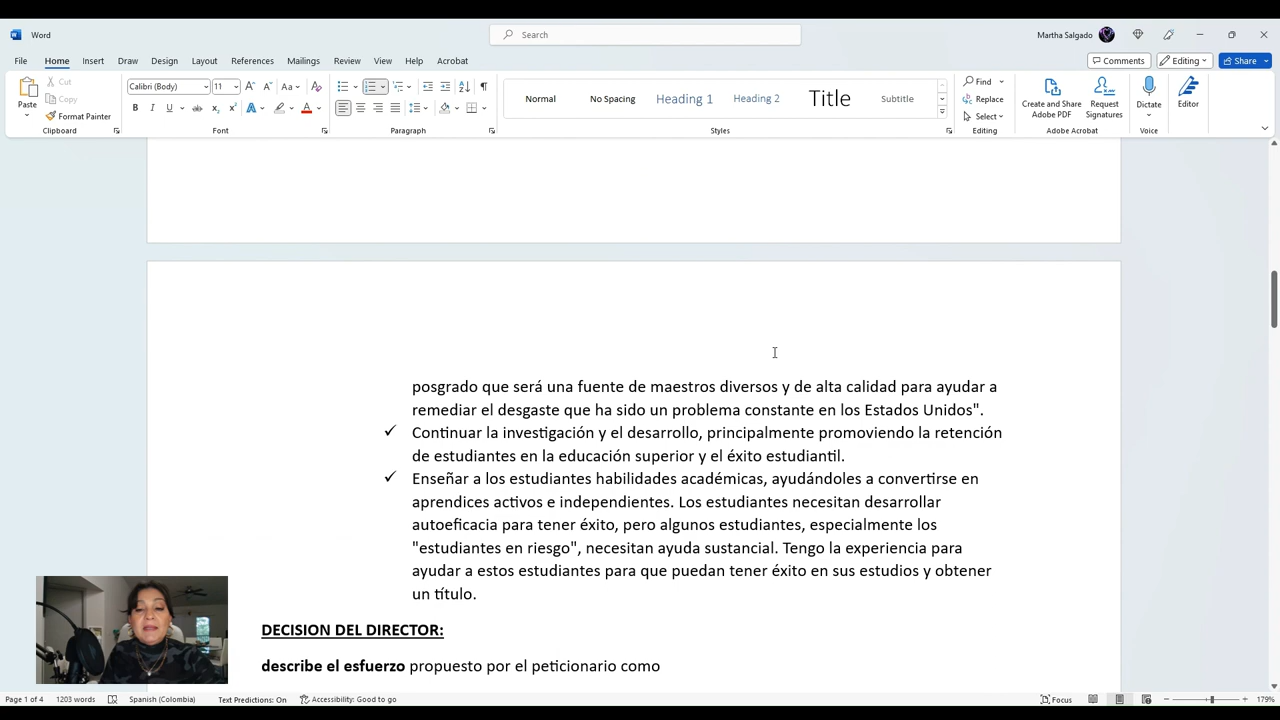 Word
Search
Martha Salgado
File Home Insert Draw Design Layout References Mailings Review View Help Acrobat
Comments Editing Share
Paste
Cut
Copy
Format Painter
Clipboard
Calibri (Body) 11
Font
Paragraph
Normal No Spacing Heading 1 Heading 2 Title Subtitle
Styles
Find
Replace
Select
Editing
Create and Share
Adobe PDF
Request
Signatures
Adobe Acrobat
Dictate
Voice
Editor
posgrado que será una fuente de maestros diversos y de alta calidad para ayudar a
remediar el desgaste que ha sido un problema constante en los Estados Unidos".
✓ Continuar la investigación y el desarrollo, principalmente promoviendo la retención
de estudiantes en la educación superior y el éxito estudiantil.
✓ Enseñar a los estudiantes habilidades académicas, ayudándoles a convertirse en
aprendices activos e independientes. Los estudiantes necesitan desarrollar
autoeficacia para tener éxito, pero algunos estudiantes, especialmente los
"estudiantes en riesgo", necesitan ayuda sustancial. Tengo la experiencia para
ayudar a estos estudiantes para que puedan tener éxito en sus estudios y obtener
un título.
DECISION DEL DIRECTOR:
describe el esfuerzo propuesto por el peticionario como
Page 1 of 4 1203 words Spanish (Colombia) Text Predictions: On Accessibility: Good to go Focus 179%